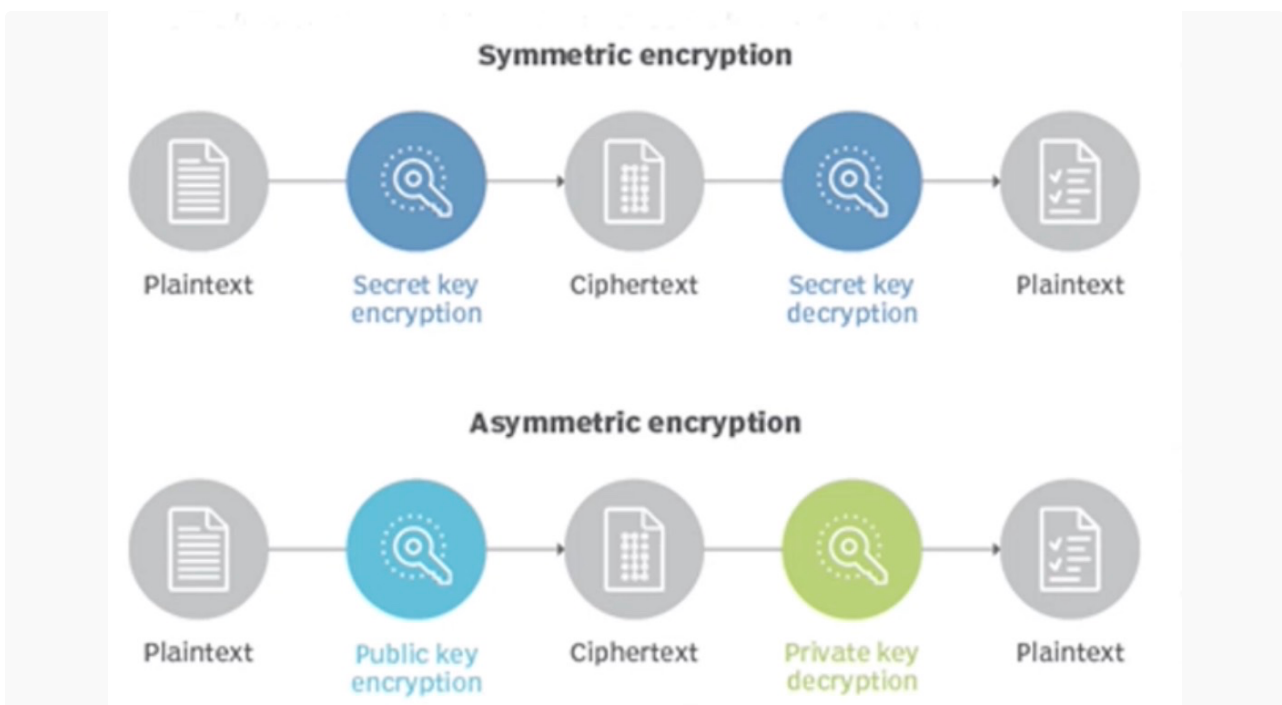 Symmetric encryption
Plaintext
Secret key
encryption
Ciphertext
Secret key
decryption
Plaintext
Asymmetric encryption
Plaintext
Public key
encryption
Ciphertext
Private key
decryption
Plaintext